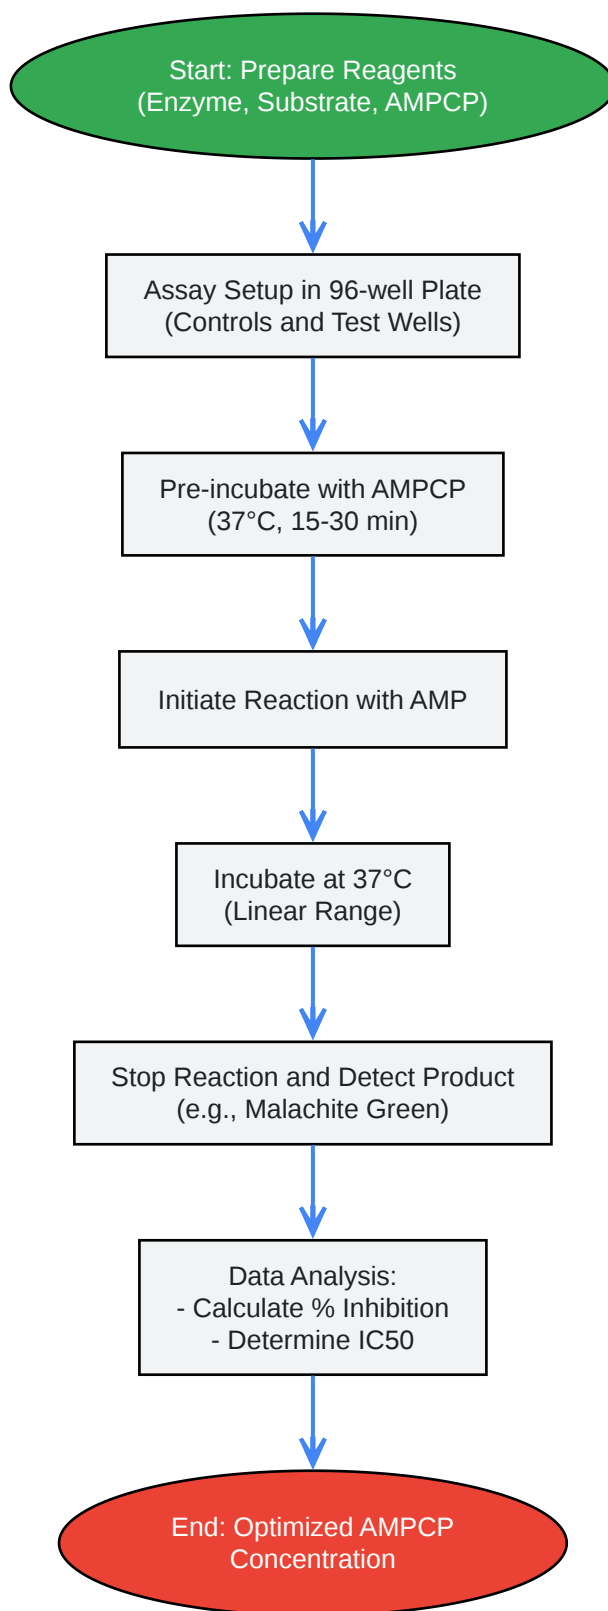 Start: Prepare Reagents
(Enzyme, Substrate, AMPCP)
Assay Setup in 96-well Plate
(Controls and Test Wells)
Pre-incubate with AMPCP
(37°C, 15-30 min)
Initiate Reaction with AMP
Incubate at 37°C
(Linear Range)
Stop Reaction and Detect Product
(e.g., Malachite Green)
Data Analysis:
- Calculate % Inhibition
- Determine IC50
End: Optimized AMPCP
Concentration